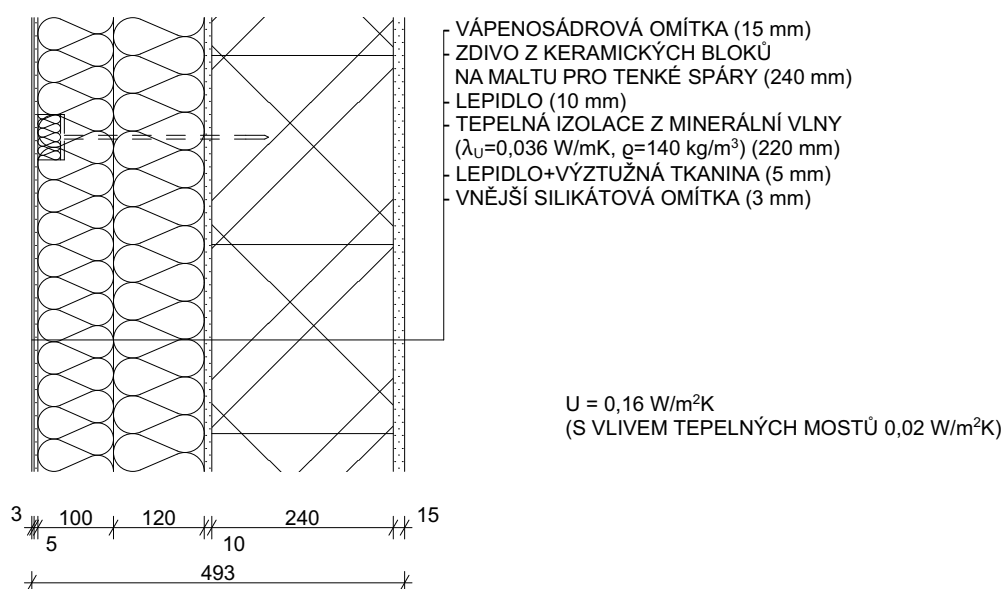 VÁPENOSÁDROVÁ OMÍTKA (15 mm)
ZDIVO Z KERAMICKÝCH BLOKŮ
NA MALTU PRO TENKÉ SPÁRY (240 mm)
LEPIDLO (10 mm)
TEPELNÁ IZOLACE Z MINERÁLNÍ VLNY
(λU=0,036 W/mK, ϱ=140 kg/m³) (220 mm)
LEPIDLO+VÝZTUŽNÁ TKANINA (5 mm)
VNĚJŠÍ SILIKÁTOVÁ OMÍTKA (3 mm)
U = 0,16 W/m²K
(S VLIVEM TEPELNÝCH MOSTŮ 0,02 W/m²K)
3 100 120 240 15
5 10
493